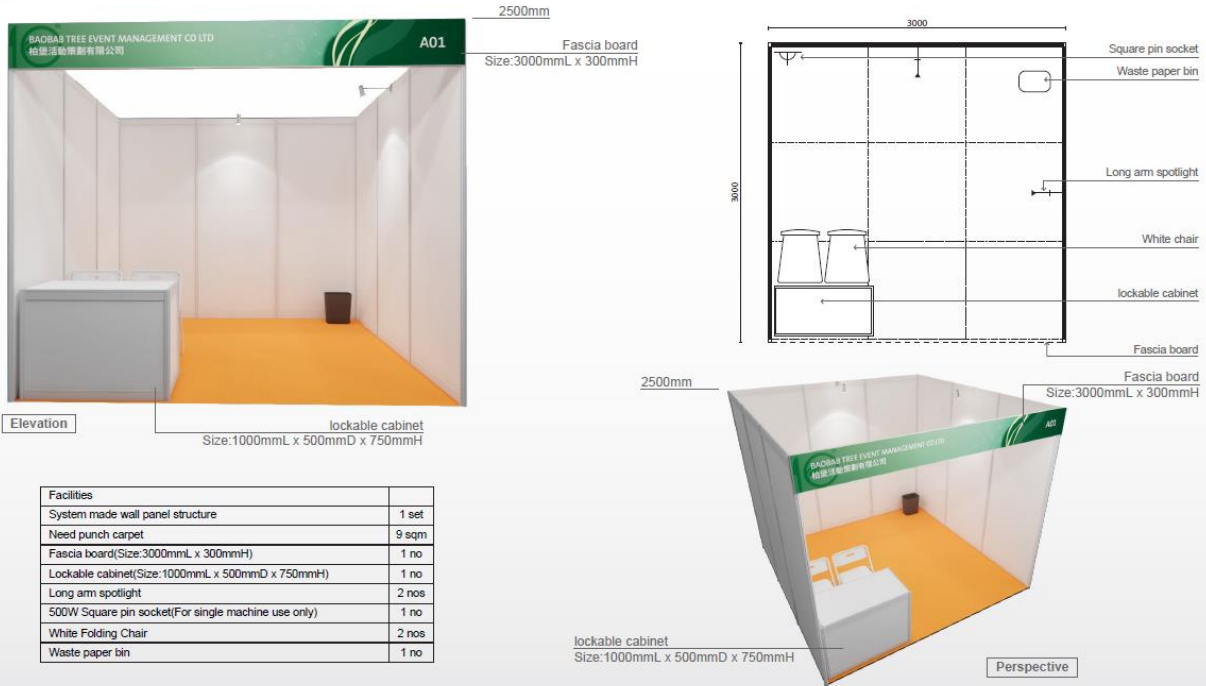 2500mm
BAOBAB TREE EVENT MANAGEMENT CO LTD
柏堡活動策劃有限公司
A01
Fascia board
Size:3000mmL x 300mmH
Elevation
lockable cabinet
Size:1000mmL x 500mmD x 750mmH
Facilities
System made wall panel structure 1 set
Need punch carpet 9 sqm
Fascia board(Size:3000mmL x 300mmH) 1 no
Lockable cabinet(Size:1000mmL x 500mmD x 750mmH) 1 no
Long arm spotlight 2 nos
500W Square pin socket(For single machine use only) 1 no
White Folding Chair 2 nos
Waste paper bin 1 no
3000
3000
Square pin socket
Waste paper bin
Long arm spotlight
White chair
lockable cabinet
Fascia board
2500mm
Fascia board
Size:3000mmL x 300mmH
BAOBAB TREE EVENT MANAGEMENT CO LTD
柏堡活動策劃有限公司
A01
lockable cabinet
Size:1000mmL x 500mmD x 750mmH
Perspective